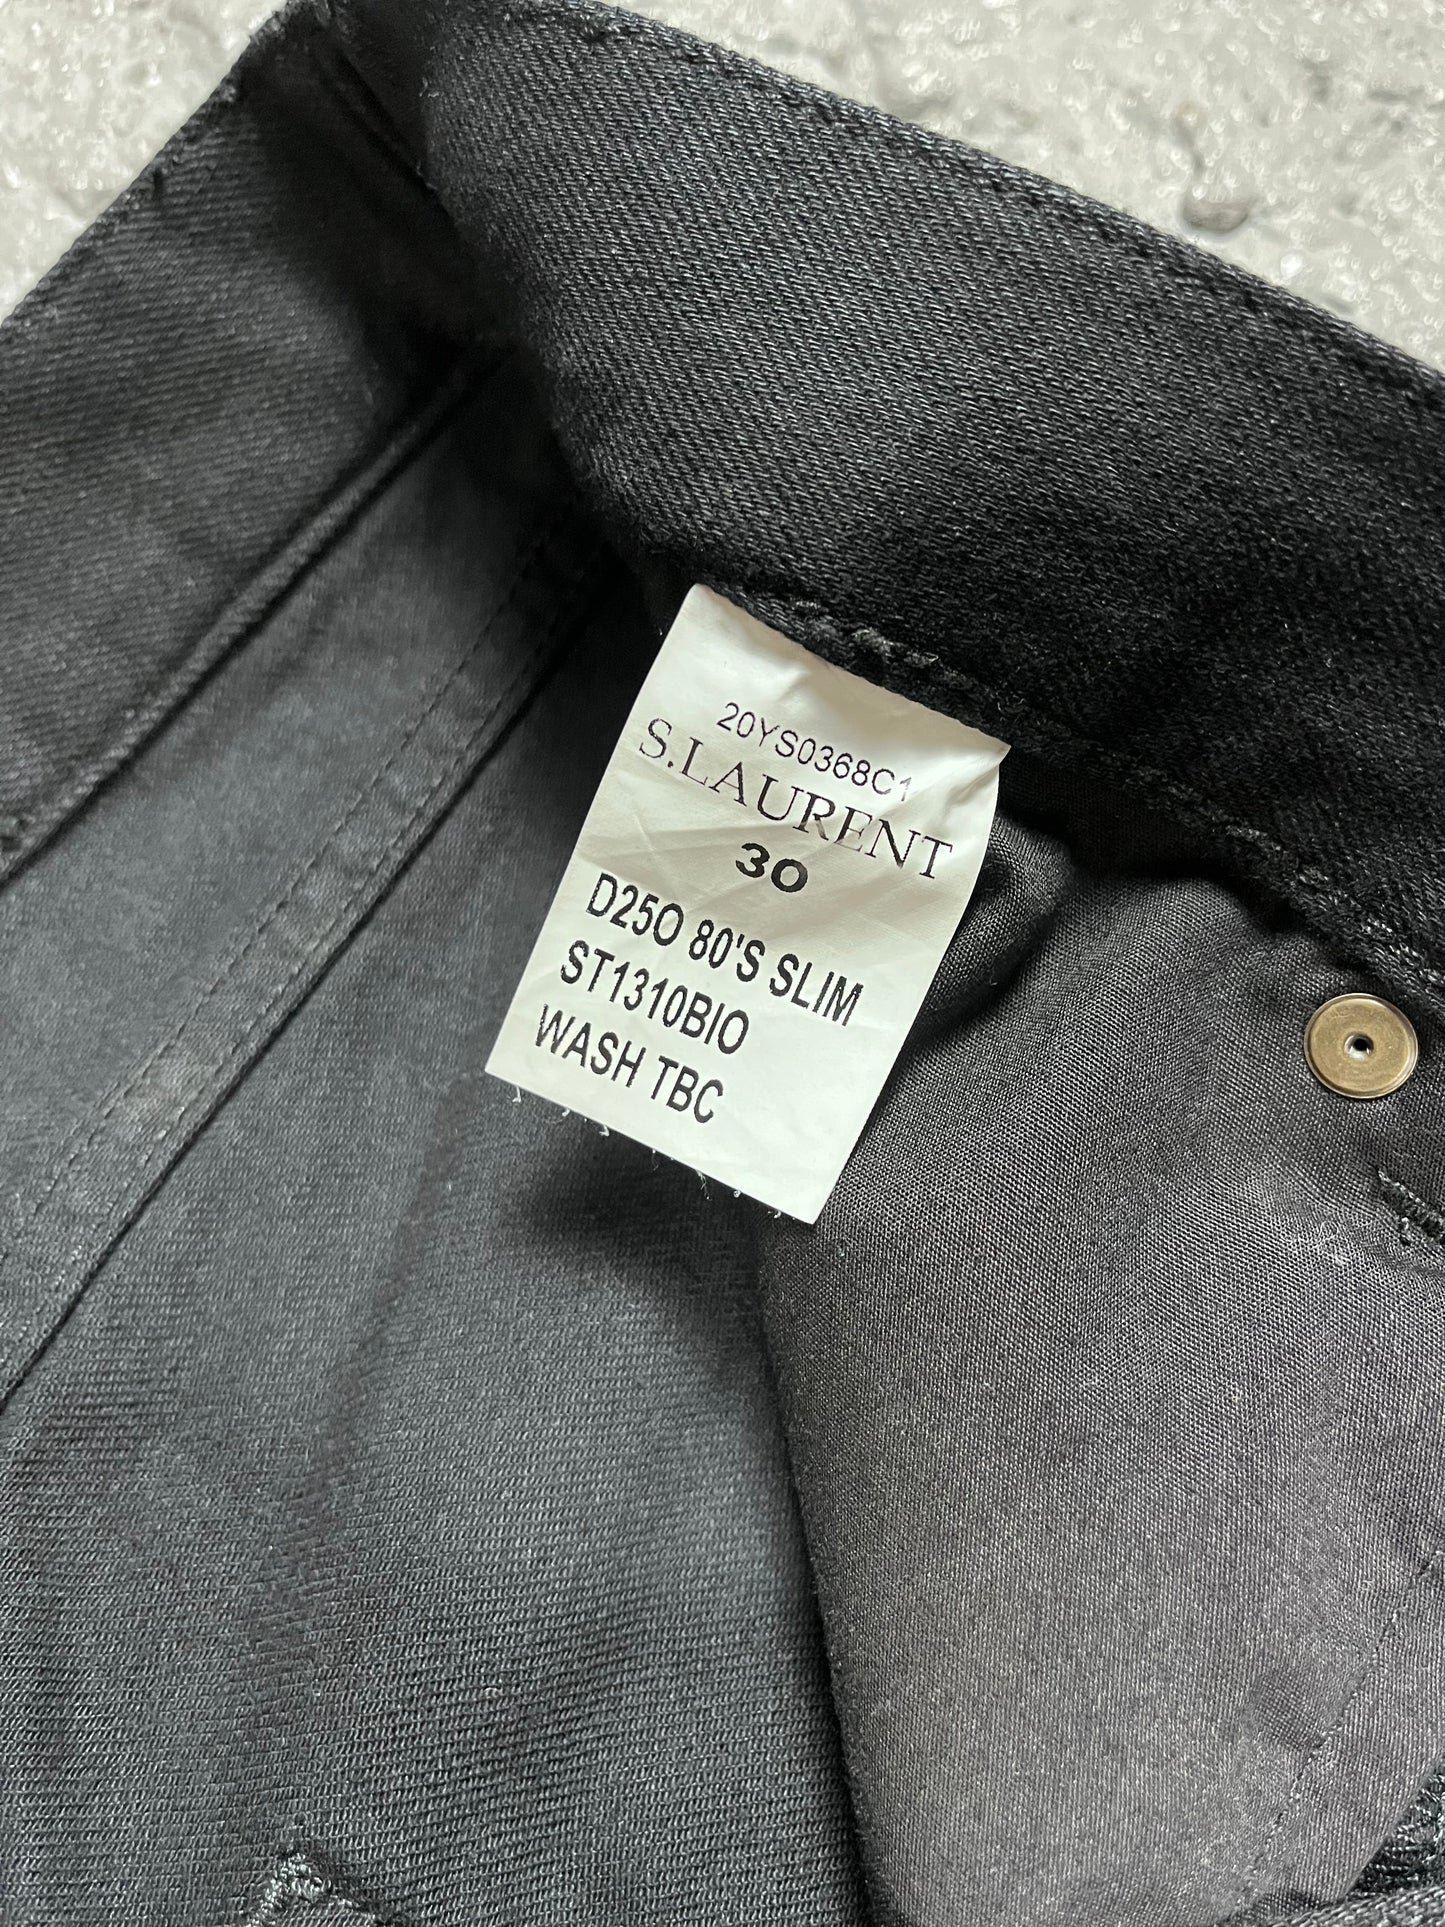 20YS0368C1
S.LAURENT
30
D25O 80'S SLIM
ST1310BIO
WASH TBC